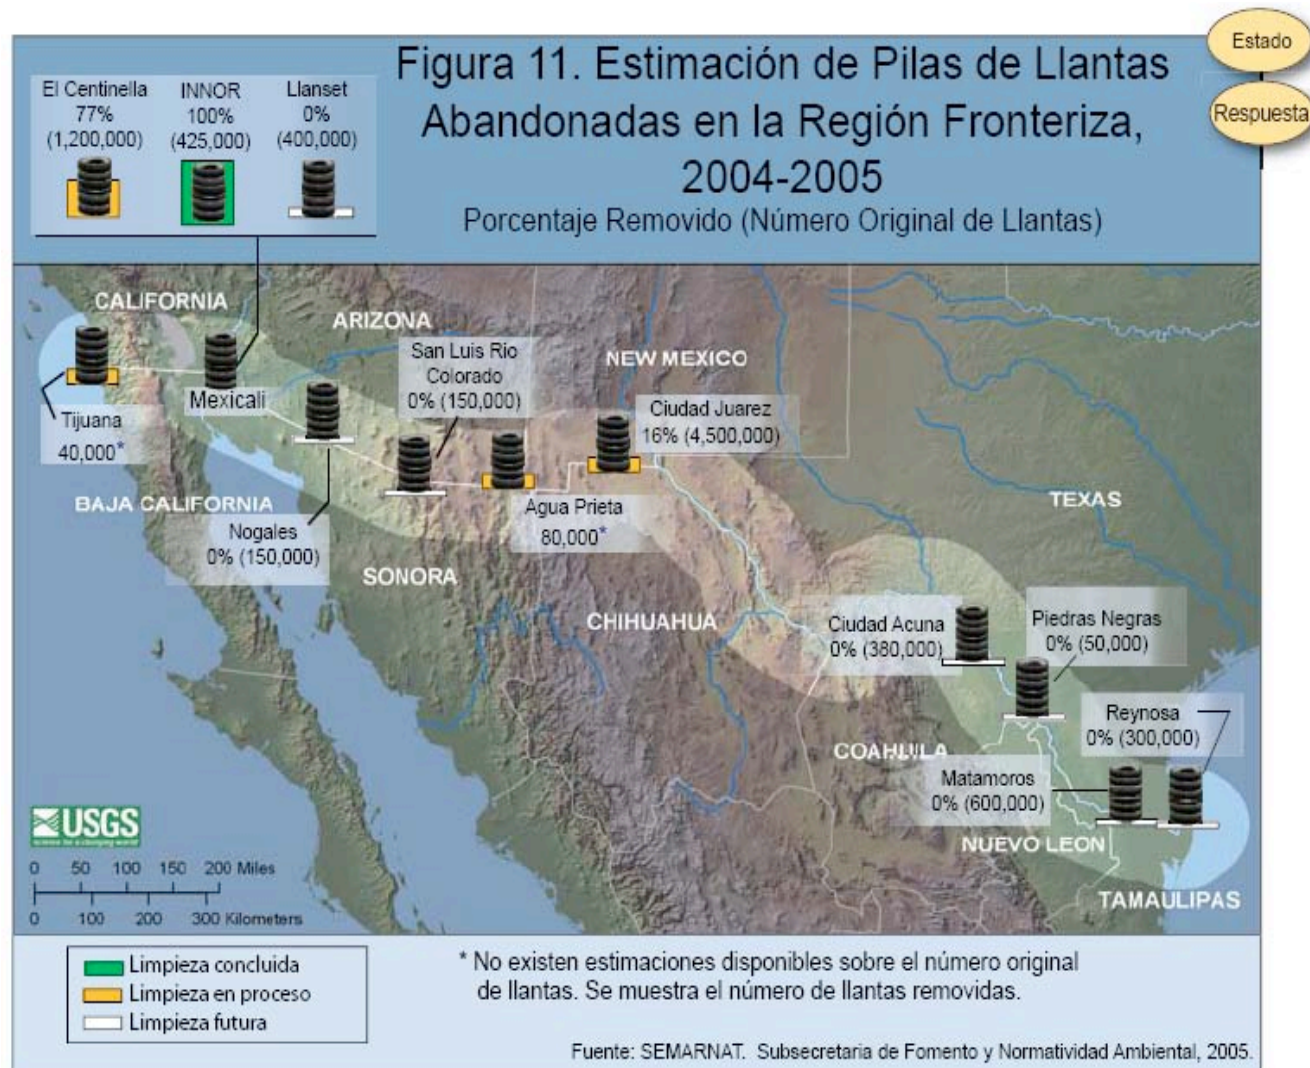 Estado
Respuesta
Figura 11. Estimación de Pilas de Llantas
Abandonadas en la Región Fronteriza,
2004-2005
Porcentaje Removido (Número Original de Llantas)
El Centinella
77%
(1,200,000)
INNOR
100%
(425,000)
Llanset
0%
(400,000)
CALIFORNIA
ARIZONA
NEW MEXICO
TEXAS
BAJA CALIFORNIA
SONORA
CHIHUAHUA
COAHUILA
NUEVO LEON
TAMAULIPAS
Tijuana
40,000*
Mexicali
Nogales
0% (150,000)
San Luis Rio
Colorado
0% (150,000)
Agua Prieta
80,000*
Ciudad Juarez
16% (4,500,000)
Ciudad Acuna
0% (380,000)
Piedras Negras
0% (50,000)
Reynosa
0% (300,000)
Matamoros
0% (600,000)
USGS
science for a changing world
0 50 100 150 200 Miles
0 100 200 300 Kilometers
Limpieza concluida
Limpieza en proceso
Limpieza futura
* No existen estimaciones disponibles sobre el número original
de llantas. Se muestra el número de llantas removidas.
Fuente: SEMARNAT. Subsecretaria de Fomento y Normatividad Ambiental, 2005.